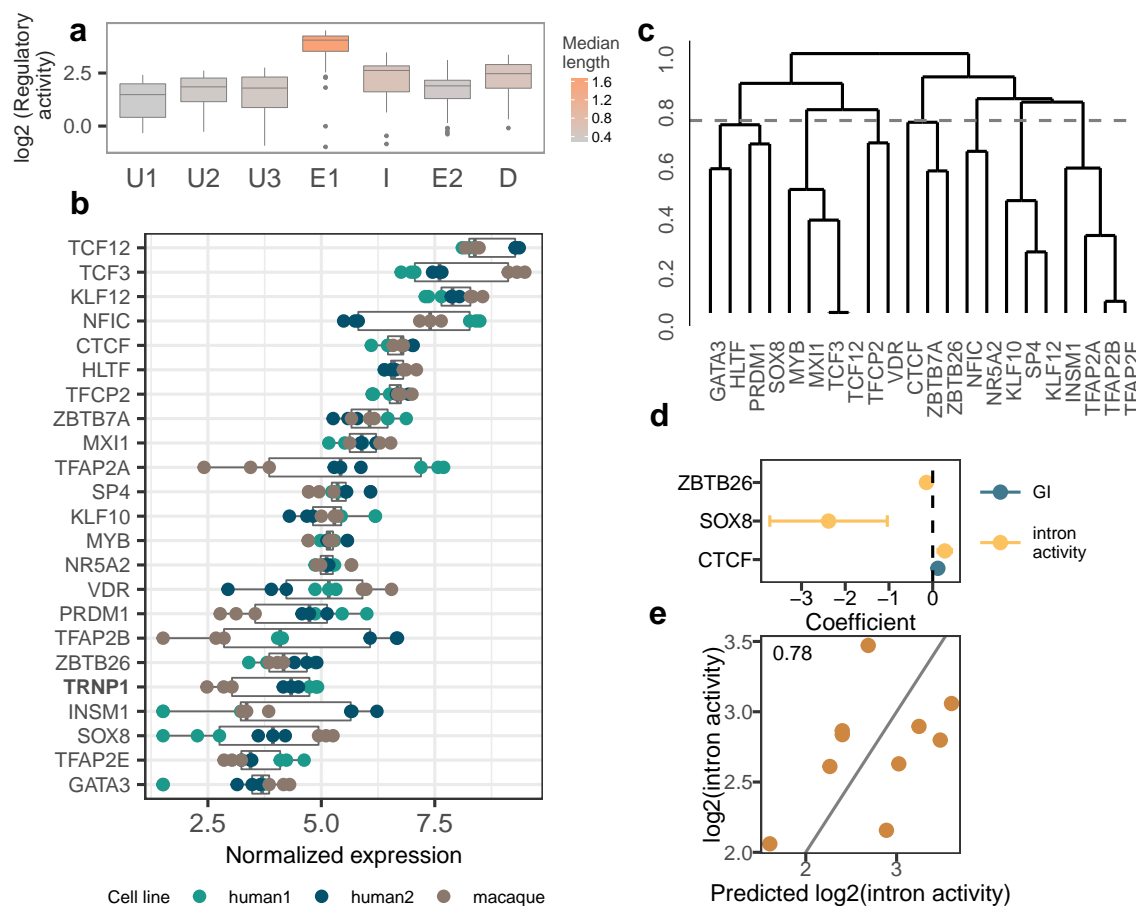 a
log2 (Regulatory
activity)
2.5
0.0
U1 U2 U3 E1 I E2 D
Median
length
1.6
1.2
0.8
0.4
b
TCF12
TCF3
KLF12
NFIC
CTCF
HLTF
TFCP2
ZBTB7A
MXI1
TFAP2A
SP4
KLF10
MYB
NR5A2
VDR
PRDM1
TFAP2B
ZBTB26
TRNP1
INSM1
SOX8
TFAP2E
GATA3
2.5 5.0 7.5
Normalized expression
Cell line human1 human2 macaque
c
1.0
0.8
0.6
0.4
0.2
0.0
GATA3
HLTF
PRDM1
SOX8
MYB
MXI1
TCF3
TCF12
TFCP2
VDR
CTCF
ZBTB7A
ZBTB26
NFIC
NR5A2
KLF10
SP4
KLF12
INSM1
TFAP2A
TFAP2B
TFAP2E
d
ZBTB26
SOX8
CTCF
−3 −2 −1 0
Coefficient
GI
intron
activity
e
0.78
log2(intron activity)
3.5
3.0
2.5
2.0
2 3
Predicted log2(intron activity)